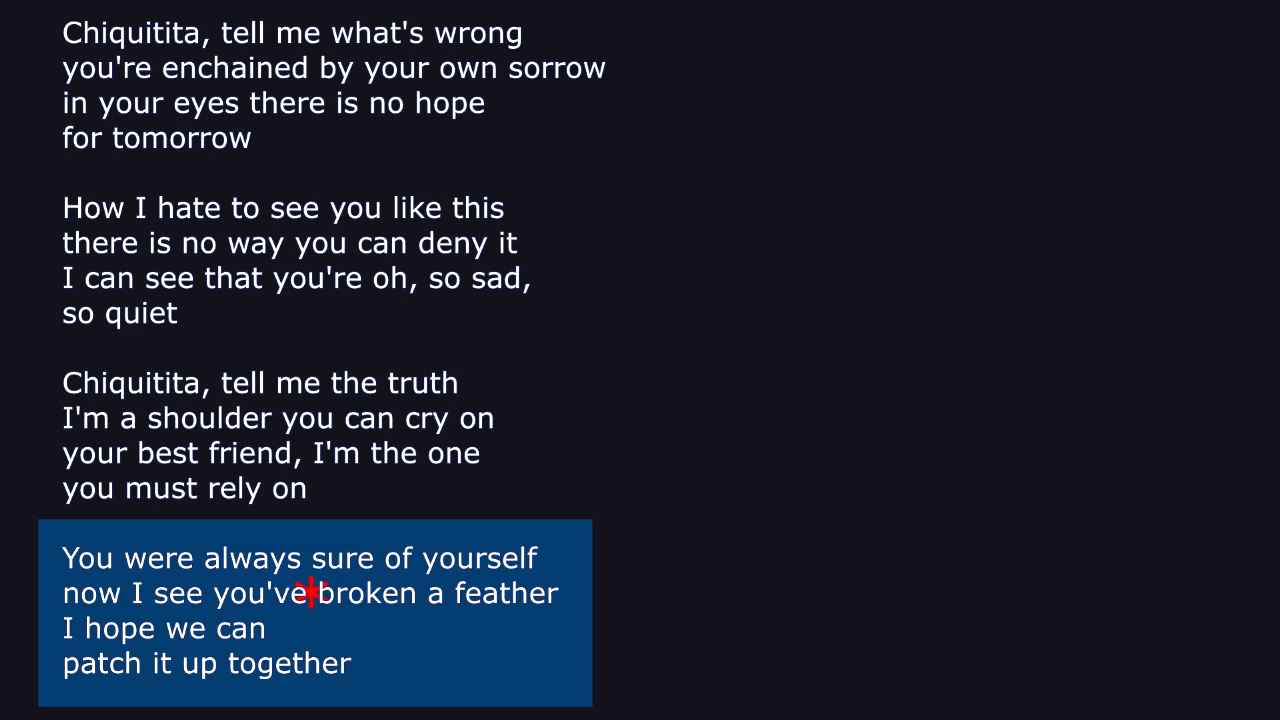 Chiquitita, tell me what's wrong
you're enchained by your own sorrow
in your eyes there is no hope
for tomorrow
How I hate to see you like this
there is no way you can deny it
I can see that you're oh, so sad,
so quiet
Chiquitita, tell me the truth
I'm a shoulder you can cry on
your best friend, I'm the one
you must rely on
You were always sure of yourself
now I see you've broken a feather
I hope we can
patch it up together